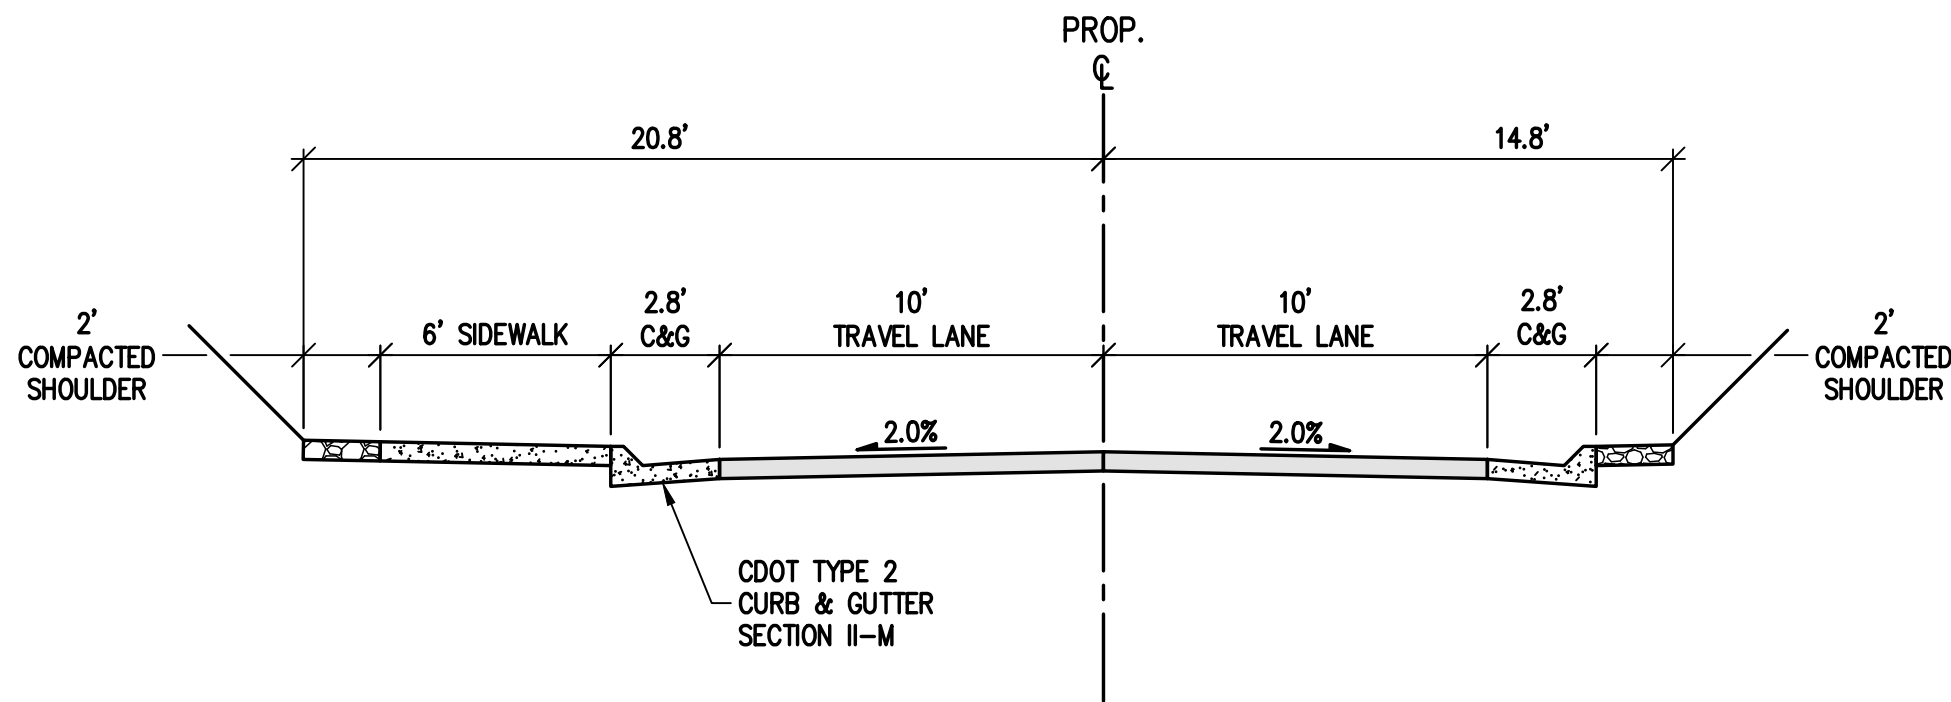 PROP.
℄
20.8'
14.8'
2'
COMPACTED
SHOULDER
6' SIDEWALK
2.8'
C&G
10'
TRAVEL LANE
10'
TRAVEL LANE
2.8'
C&G
2'
COMPACTED
SHOULDER
2.0%
2.0%
CDOT TYPE 2
CURB & GUTTER
SECTION II-M